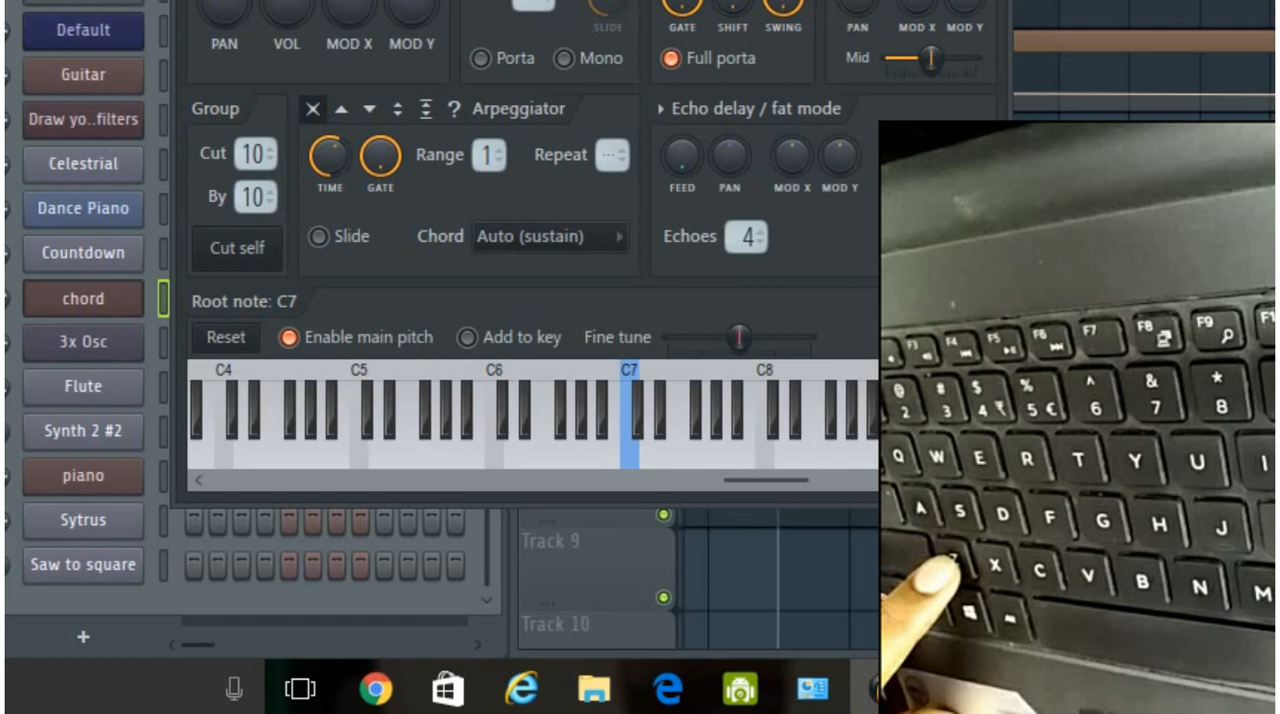 Default
Guitar
Draw yo..filters
Celestrial
Dance Piano
Countdown
chord
3x Osc
Flute
Synth 2 #2
piano
Sytrus
Saw to square
+
PAN VOL MOD X MOD Y
SLIDE
Porta Mono
GATE SHIFT SWING
Full porta
PAN MOD X MOD Y
Mid
Group
Cut 10
By 10
Cut self
? Arpeggiator
TIME GATE Range 1 Repeat ...
Slide Chord Auto (sustain)
Echo delay / fat mode
FEED PAN MOD X MOD Y
Echoes 4
Root note: C7
Reset Enable main pitch Add to key Fine tune
C4 C5 C6 C7 C8
...
Track 9
...
Track 10
F3 F4 F5 F6 F7 F8 F9 F1
@ # $ % ^ & *
2 3 4 ₹ 5 € 6 7 8
Q W E R T Y U I
A S D F G H J
X C V B N M